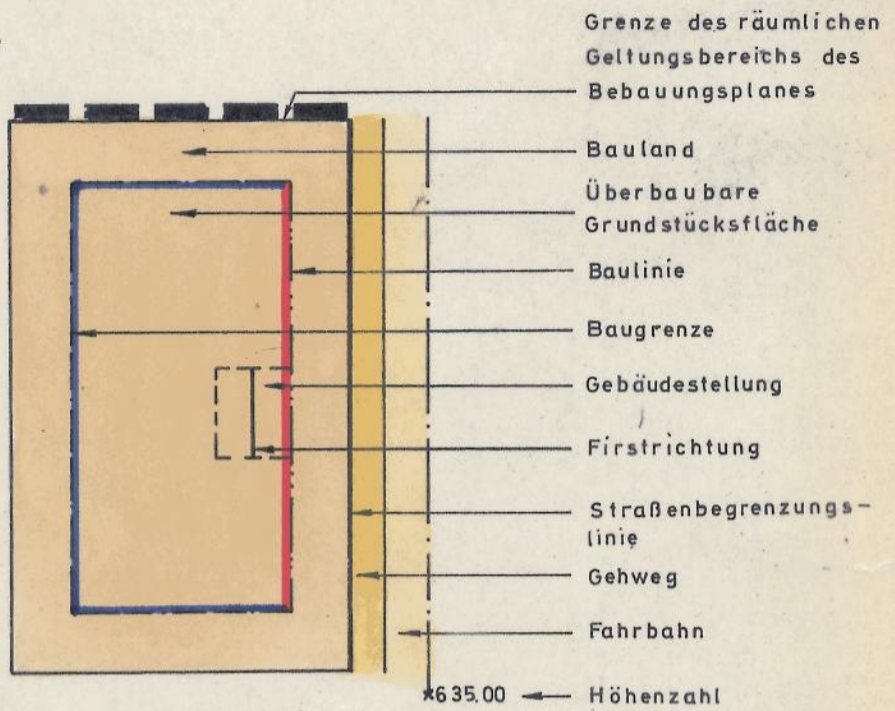 Grenze des räumlichen
Geltungsbereichs des
Bebauungsplanes
Bauland
Überbaubare
Grundstücksfläche
Baulinie
Baugrenze
Gebäudestellung
Firstrichtung
Straßenbegrenzungs-
linie
Gehweg
Fahrbahn
635.00 Höhenzahl